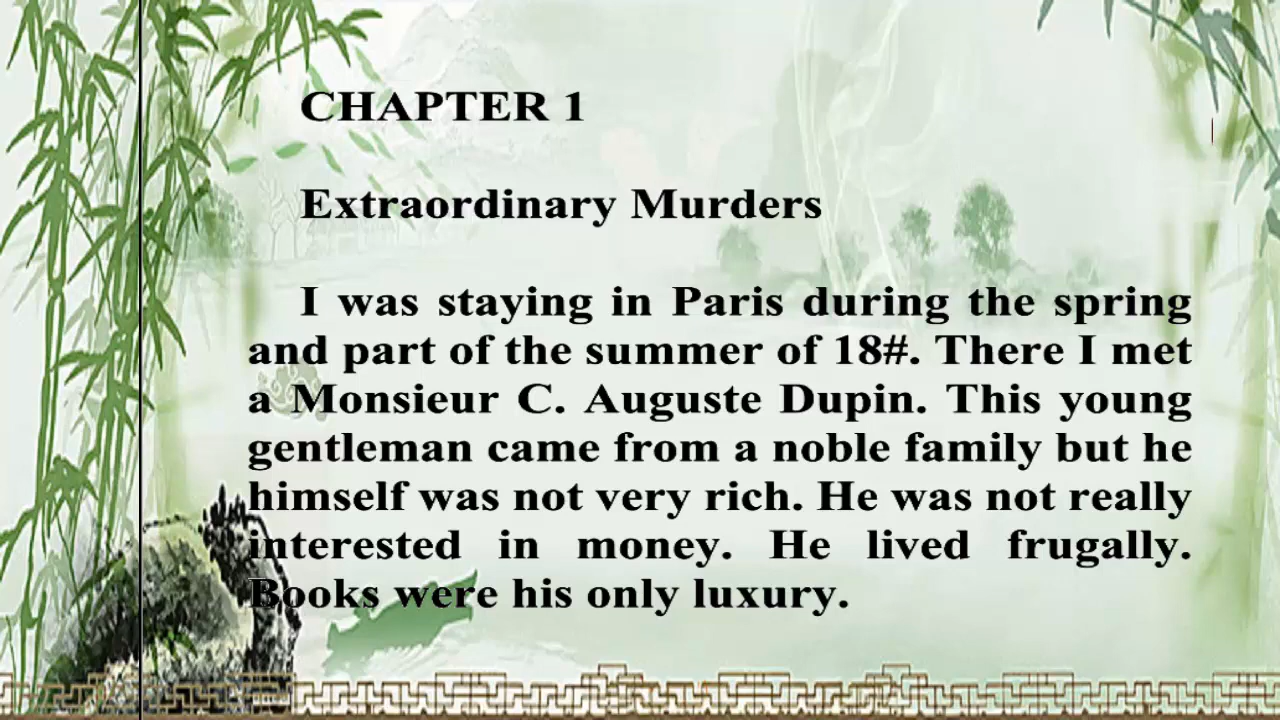 CHAPTER 1
Extraordinary Murders
I was staying in Paris during the spring
and part of the summer of 18#. There I met
a Monsieur C. Auguste Dupin. This young
gentleman came from a noble family but he
himself was not very rich. He was not really
interested in money. He lived frugally.
Books were his only luxury.